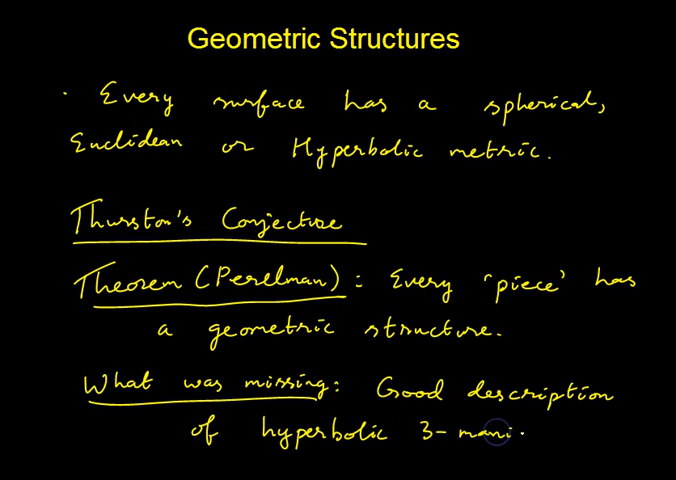 Geometric Structures
· Every surface has a spherical,
Euclidean or Hyperbolic metric.
Thurston's Conjecture
Theorem (Perelman): Every 'piece' has
a geometric structure.
What was missing: Good description
of hyperbolic 3-mani